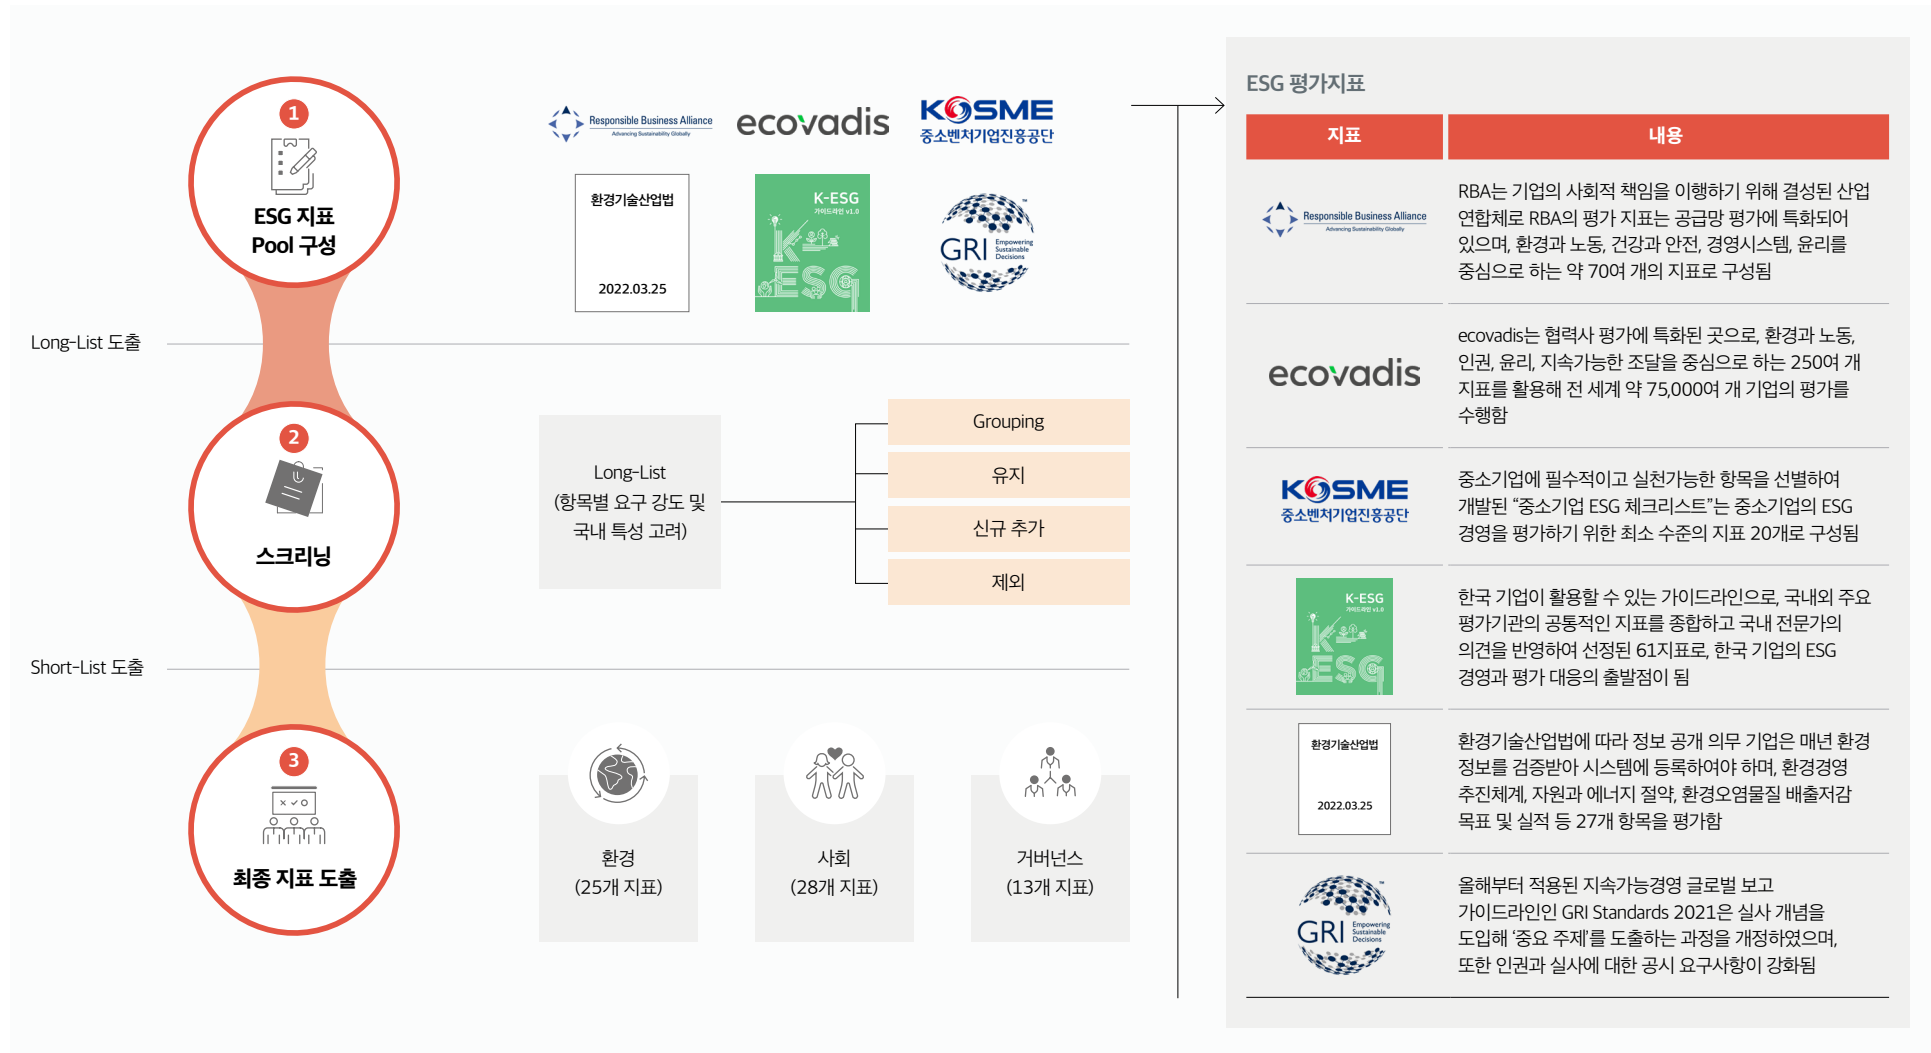 1
ESG 지표
Pool 구성
Responsible Business Alliance
Advancing Sustainability Globally
ecovadis
KOSME
중소벤처기업진흥공단
환경기술산업법
2022.03.25
K-ESG
가이드라인 v1.0
K-ESG
GRI
Empowering
Sustainable
Decisions
Long-List 도출
2
스크리닝
Long-List
(항목별 요구 강도 및
국내 특성 고려)
Grouping
유지
신규 추가
제외
Short-List 도출
3
최종 지표 도출
환경
(25개 지표)
사회
(28개 지표)
거버넌스
(13개 지표)
ESG 평가지표
지표
내용
Responsible Business Alliance
Advancing Sustainability Globally
RBA는 기업의 사회적 책임을 이행하기 위해 결성된 산업
연합체로 RBA의 평가 지표는 공급망 평가에 특화되어
있으며, 환경과 노동, 건강과 안전, 경영시스템, 윤리를
중심으로 하는 약 70여 개의 지표로 구성됨
ecovadis
ecovadis는 협력사 평가에 특화된 곳으로, 환경과 노동,
인권, 윤리, 지속가능한 조달을 중심으로 하는 250여 개
지표를 활용해 전 세계 약 75,000여 개 기업의 평가를
수행함
KOSME
중소벤처기업진흥공단
중소기업에 필수적이고 실천가능한 항목을 선별하여
개발된 “중소기업 ESG 체크리스트”는 중소기업의 ESG
경영을 평가하기 위한 최소 수준의 지표 20개로 구성됨
K-ESG
가이드라인 v1.0
K-ESG
한국 기업이 활용할 수 있는 가이드라인으로, 국내외 주요
평가기관의 공통적인 지표를 종합하고 국내 전문가의
의견을 반영하여 선정된 61지표로, 한국 기업의 ESG
경영과 평가 대응의 출발점이 됨
환경기술산업법
2022.03.25
환경기술산업법에 따라 정보 공개 의무 기업은 매년 환경
정보를 검증받아 시스템에 등록하여야 하며, 환경경영
추진체계, 자원과 에너지 절약, 환경오염물질 배출저감
목표 및 실적 등 27개 항목을 평가함
GRI
Empowering
Sustainable
Decisions
올해부터 적용된 지속가능경영 글로벌 보고
가이드라인인 GRI Standards 2021은 실사 개념을
도입해 ‘중요 주제’를 도출하는 과정을 개정하였으며,
또한 인권과 실사에 대한 공시 요구사항이 강화됨